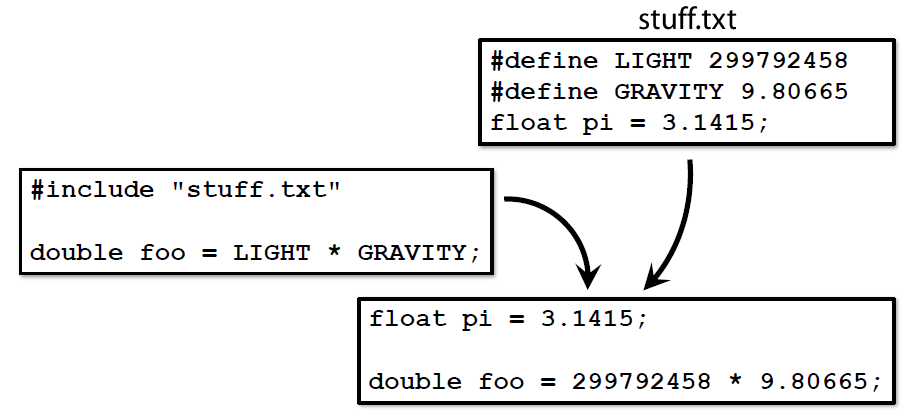 stuff.txt
#define LIGHT 299792458
#define GRAVITY 9.80665
float pi = 3.1415;
#include "stuff.txt"
double foo = LIGHT * GRAVITY;
float pi = 3.1415;
double foo = 299792458 * 9.80665;